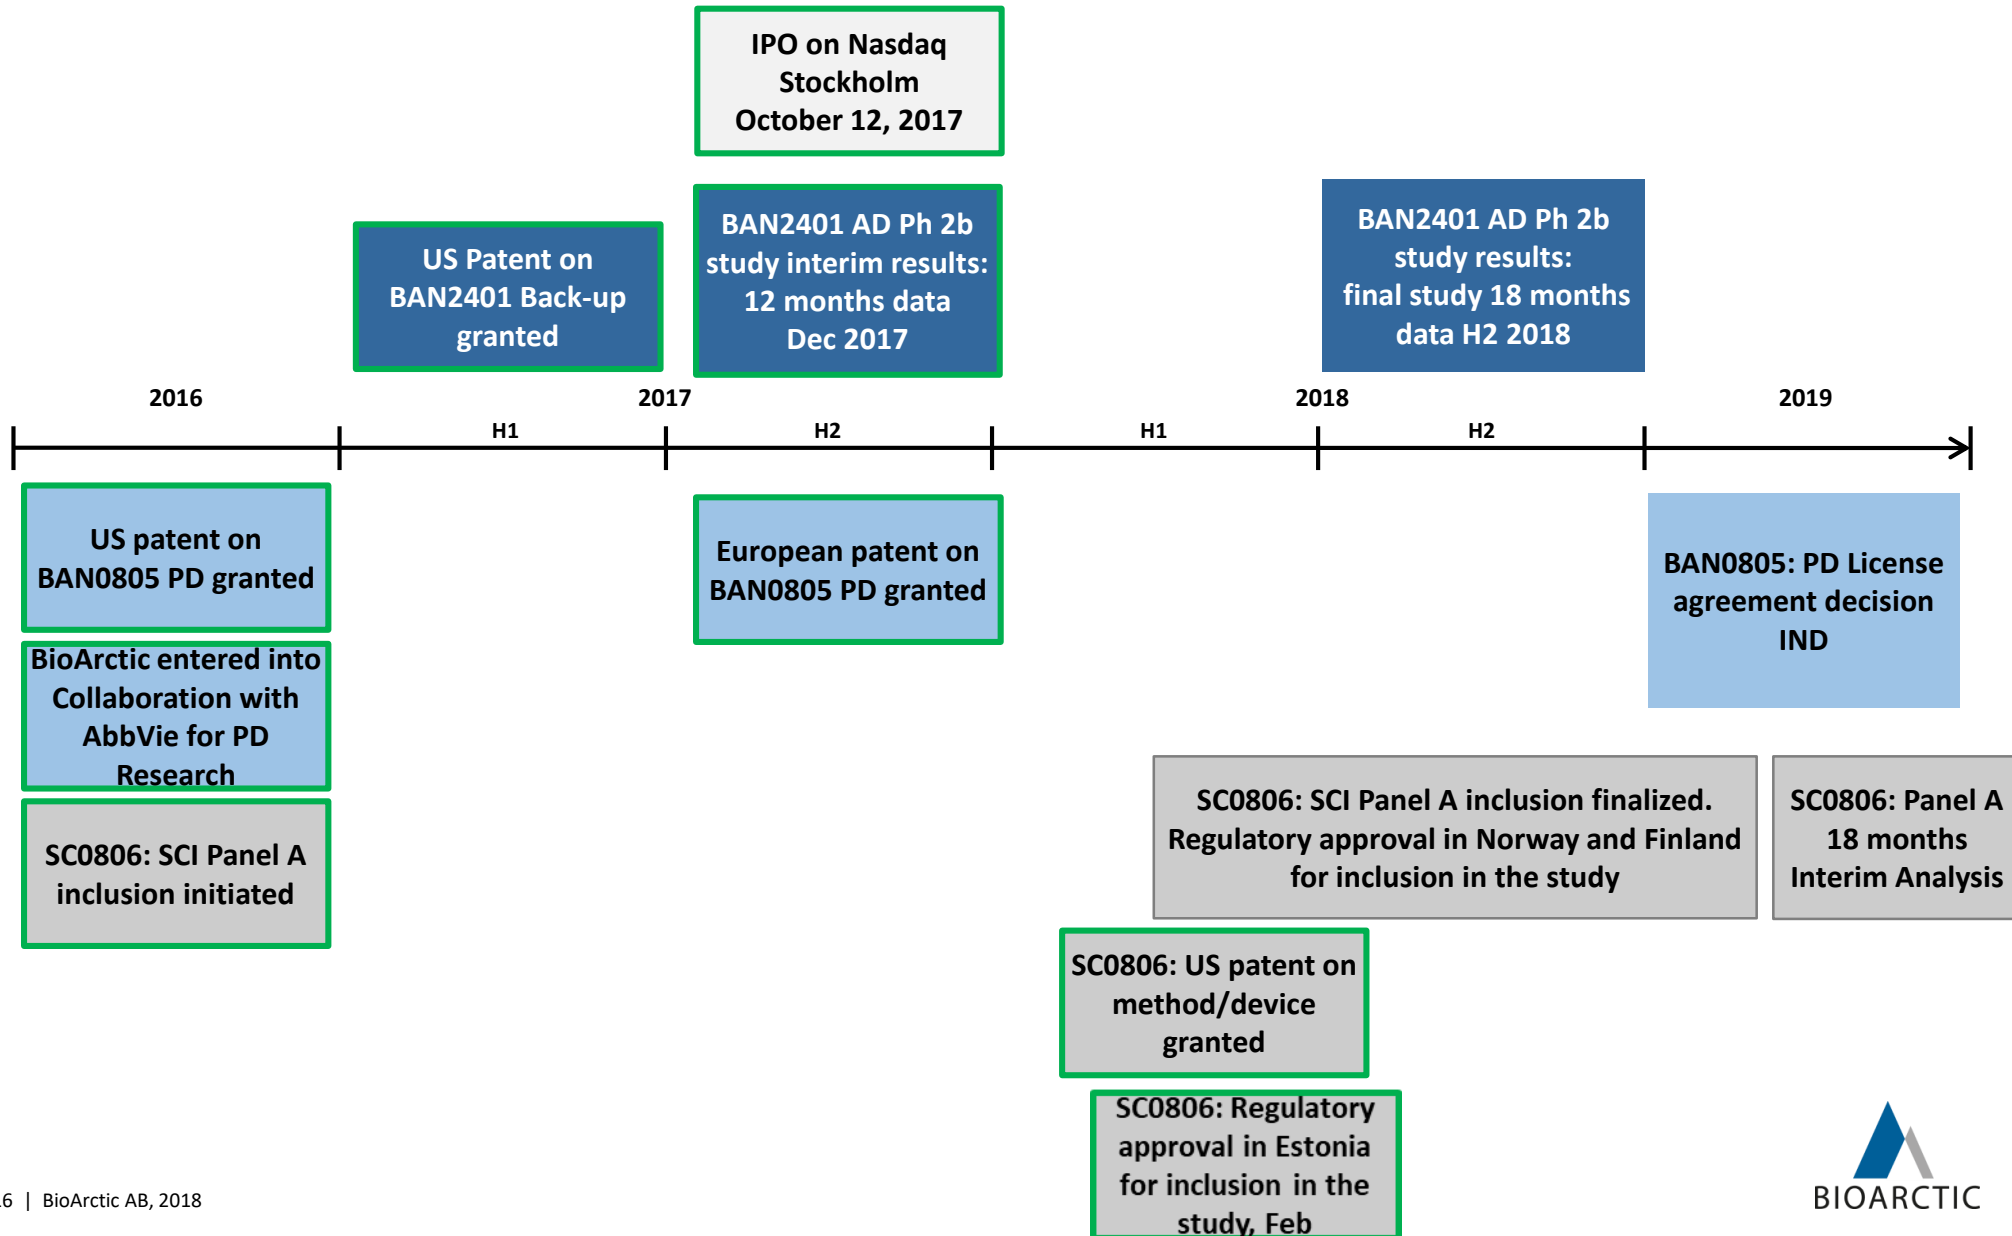 IPO on Nasdaq
Stockholm
October 12, 2017
US Patent on
BAN2401 Back-up
granted
BAN2401 AD Ph 2b
study interim results:
12 months data
Dec 2017
BAN2401 AD Ph 2b
study results:
final study 18 months
data H2 2018
2016
2017
2018
2019
H1
H2
H1
H2
US patent on
BAN0805 PD granted
European patent on
BAN0805 PD granted
BAN0805: PD License
agreement decision
IND
BioArctic entered into
Collaboration with
AbbVie for PD
Research
SC0806: SCI Panel A
inclusion initiated
SC0806: SCI Panel A inclusion finalized.
Regulatory approval in Norway and Finland
for inclusion in the study
SC0806: Panel A
18 months
Interim Analysis
SC0806: US patent on
method/device
granted
SC0806: Regulatory
approval in Estonia
for inclusion in the
study, Feb
6 | BioArctic AB, 2018
BIOARCTIC